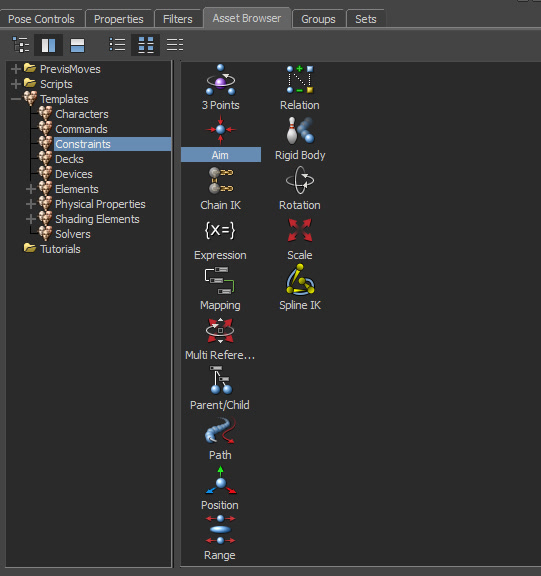 Pose Controls
Properties
Filters
Asset Browser
Groups
Sets
PrevisMoves
Scripts
Templates
Characters
Commands
Constraints
Decks
Devices
Elements
Physical Properties
Shading Elements
Solvers
Tutorials
3 Points
Relation
Aim
Rigid Body
Chain IK
Rotation
{x=}
Expression
Scale
Mapping
Spline IK
Multi Refere...
Parent/Child
Path
Position
Range